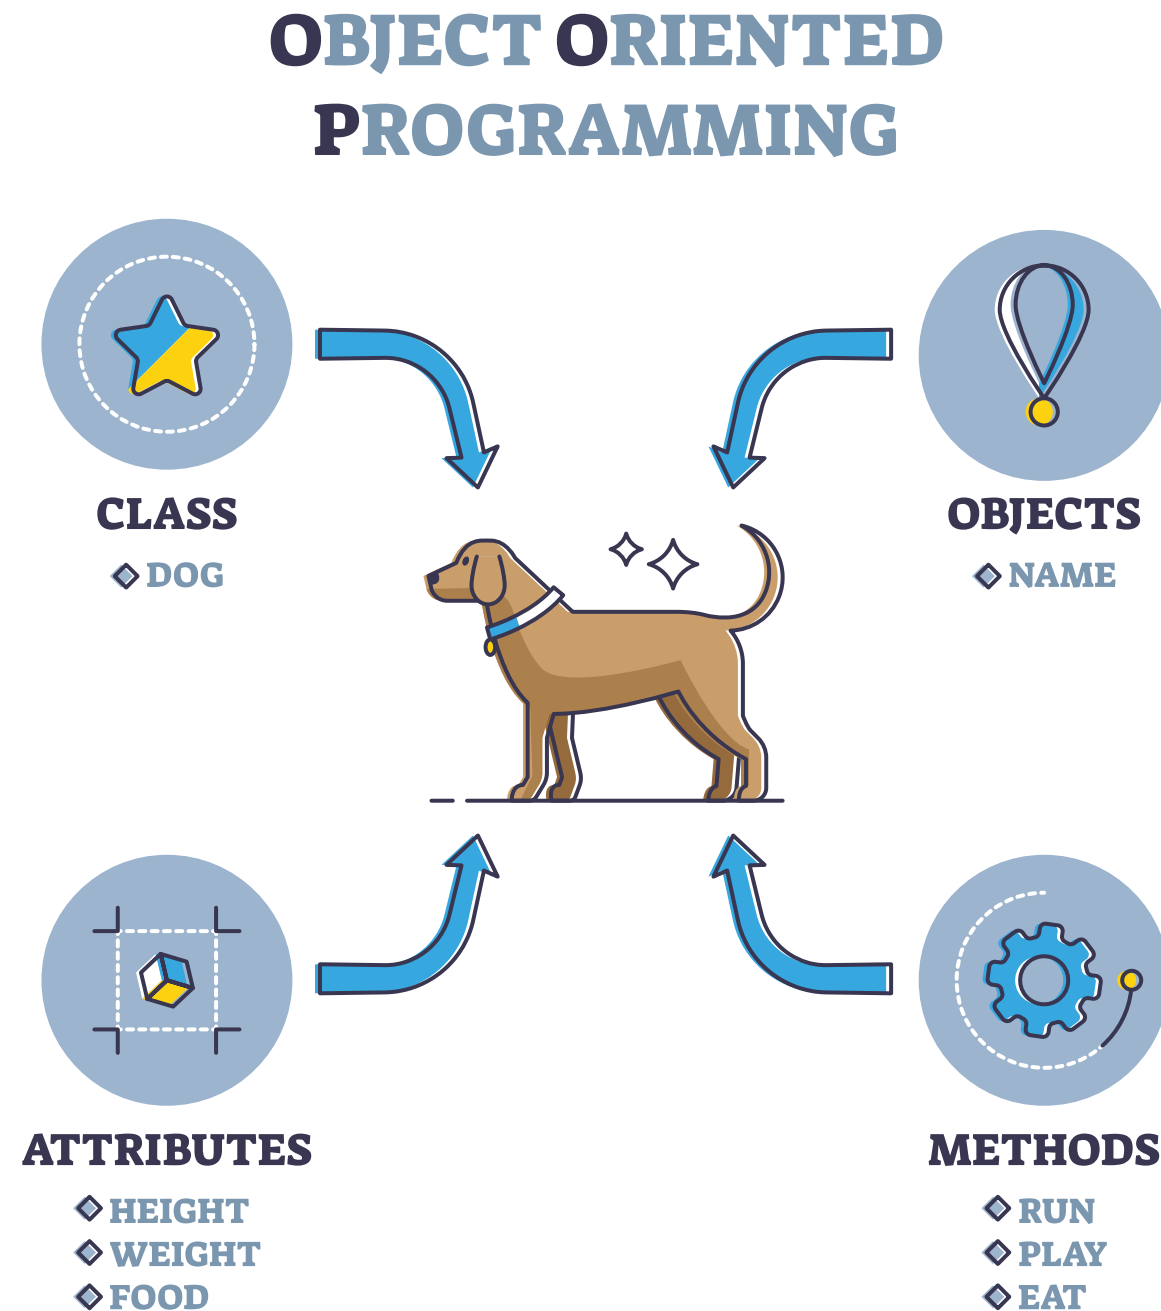 OBJECT ORIENTED
PROGRAMMING
CLASS
DOG
OBJECTS
NAME
ATTRIBUTES
HEIGHT
WEIGHT
FOOD
METHODS
RUN
PLAY
EAT